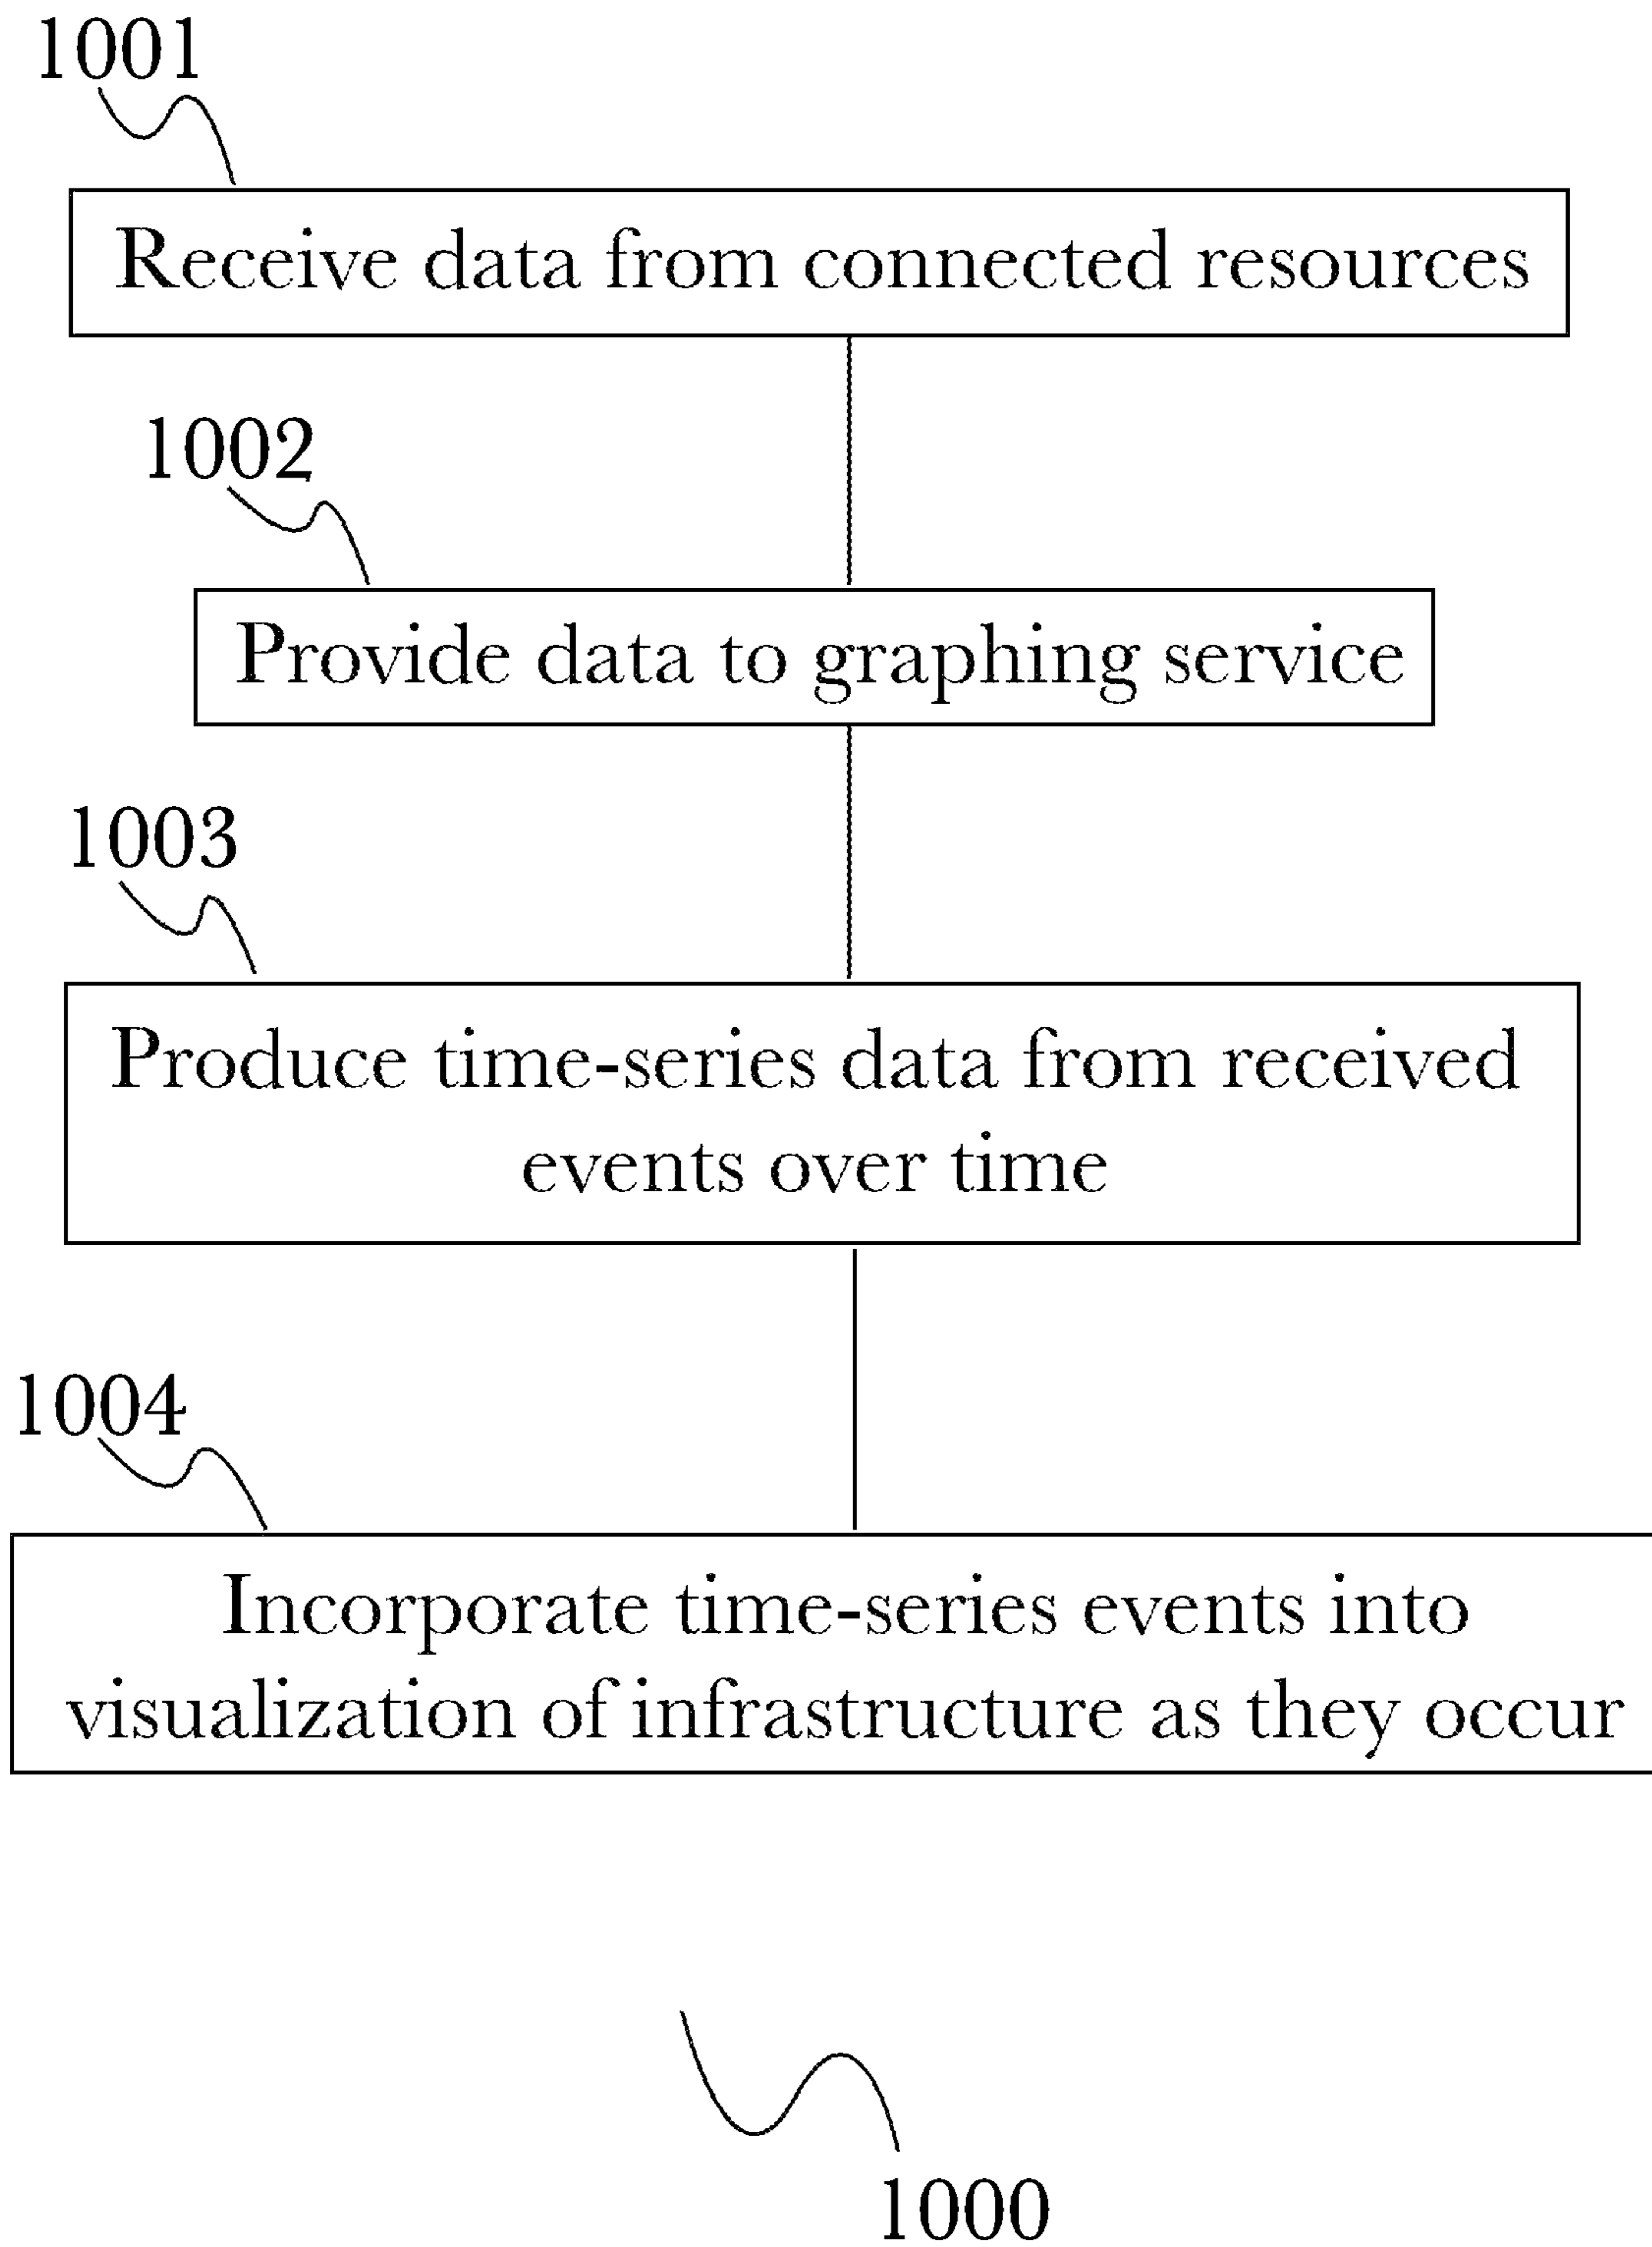 1001
Receive data from connected resources
1002
Provide data to graphing service
1003
Produce time-series data from received
events over time
1004
Incorporate time-series events into
visualization of infrastructure as they occur
1000